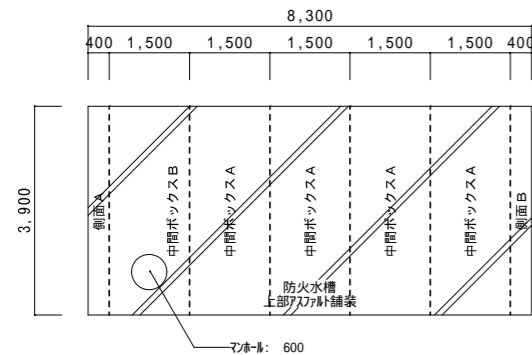 8,300
400 1,500 1,500 1,500 1,500 1,500 400
3,900
側面A
中間ボックスB
中間ボックスA
中間ボックスA
中間ボックスA
中間ボックスA
側面B
防火水槽
上部アスファルト舗装
マンホール: 600